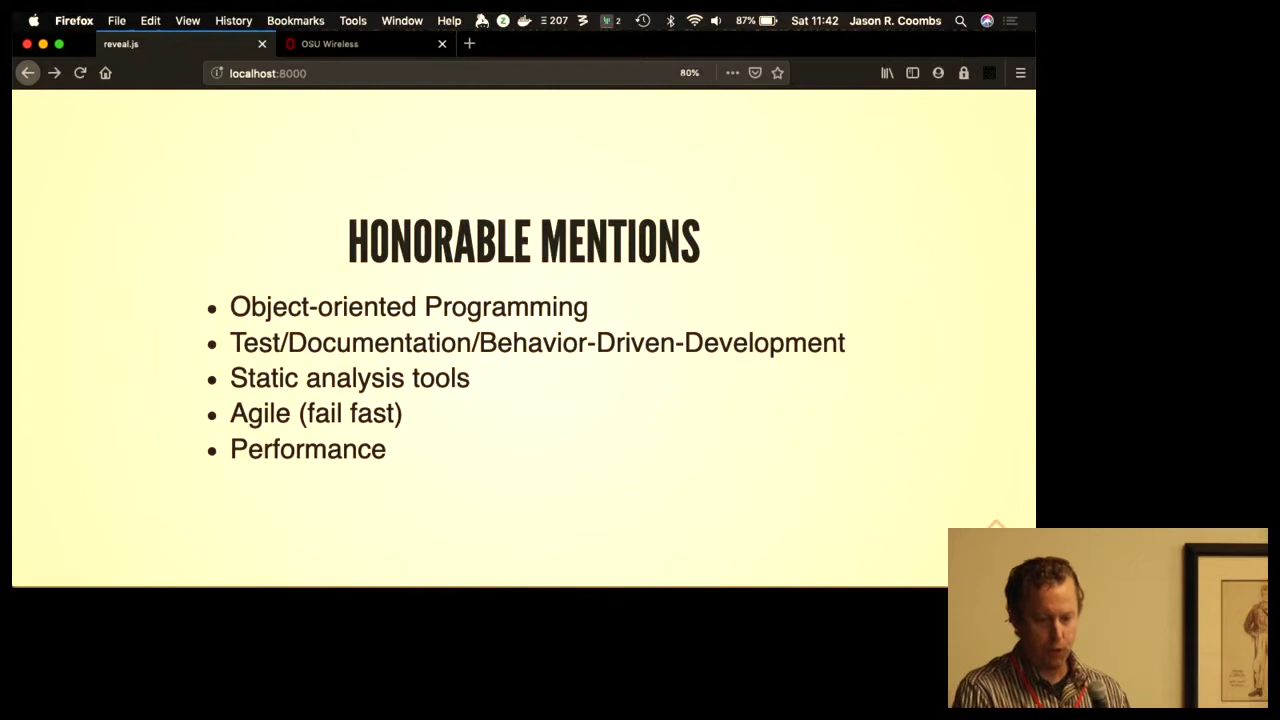 Firefox File Edit View History Bookmarks Tools Window Help 207 2 87% Sat 11:42 Jason R. Coombs
reveal.js OSU Wireless
localhost:8000 80%
HONORABLE MENTIONS
Object-oriented Programming
Test/Documentation/Behavior-Driven-Development
Static analysis tools
Agile (fail fast)
Performance